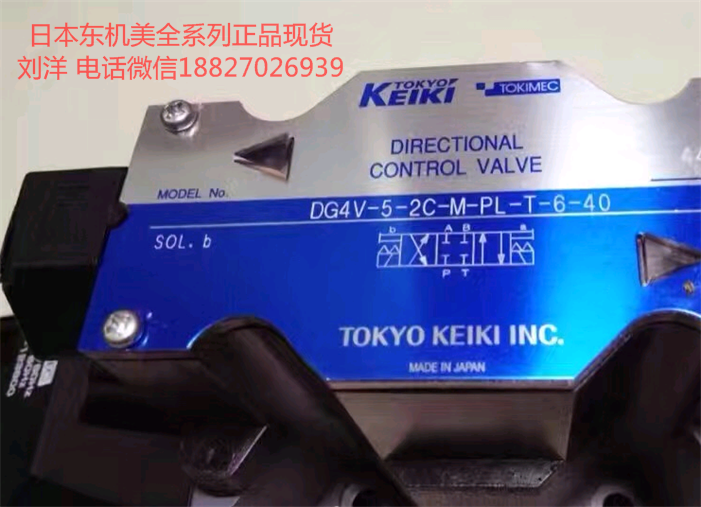 日本东机美全系列正品现货
刘洋 电话微信18827026939
TOKYO
KEIKI
TOKIMEC
DIRECTIONAL
CONTROL VALVE
MODEL No.
DG4V-5-2C-M-PL-T-6-40
SOL. b
b A B a
P T
TOKYO KEIKI INC.
MADE IN JAPAN